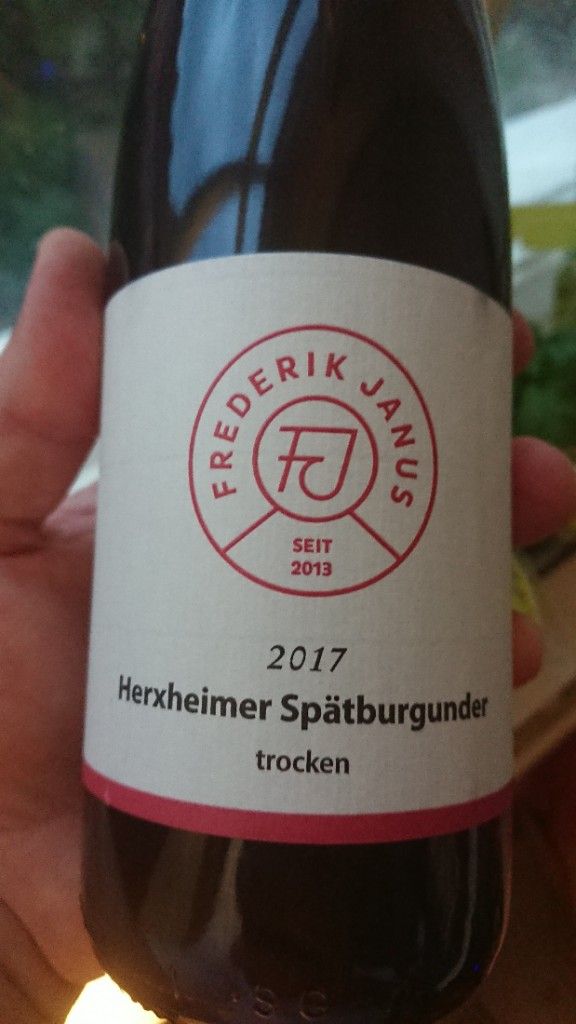 FREDERIK JANUS
FJ
SEIT
2013
2017
Herxheimer Spätburgunder
trocken